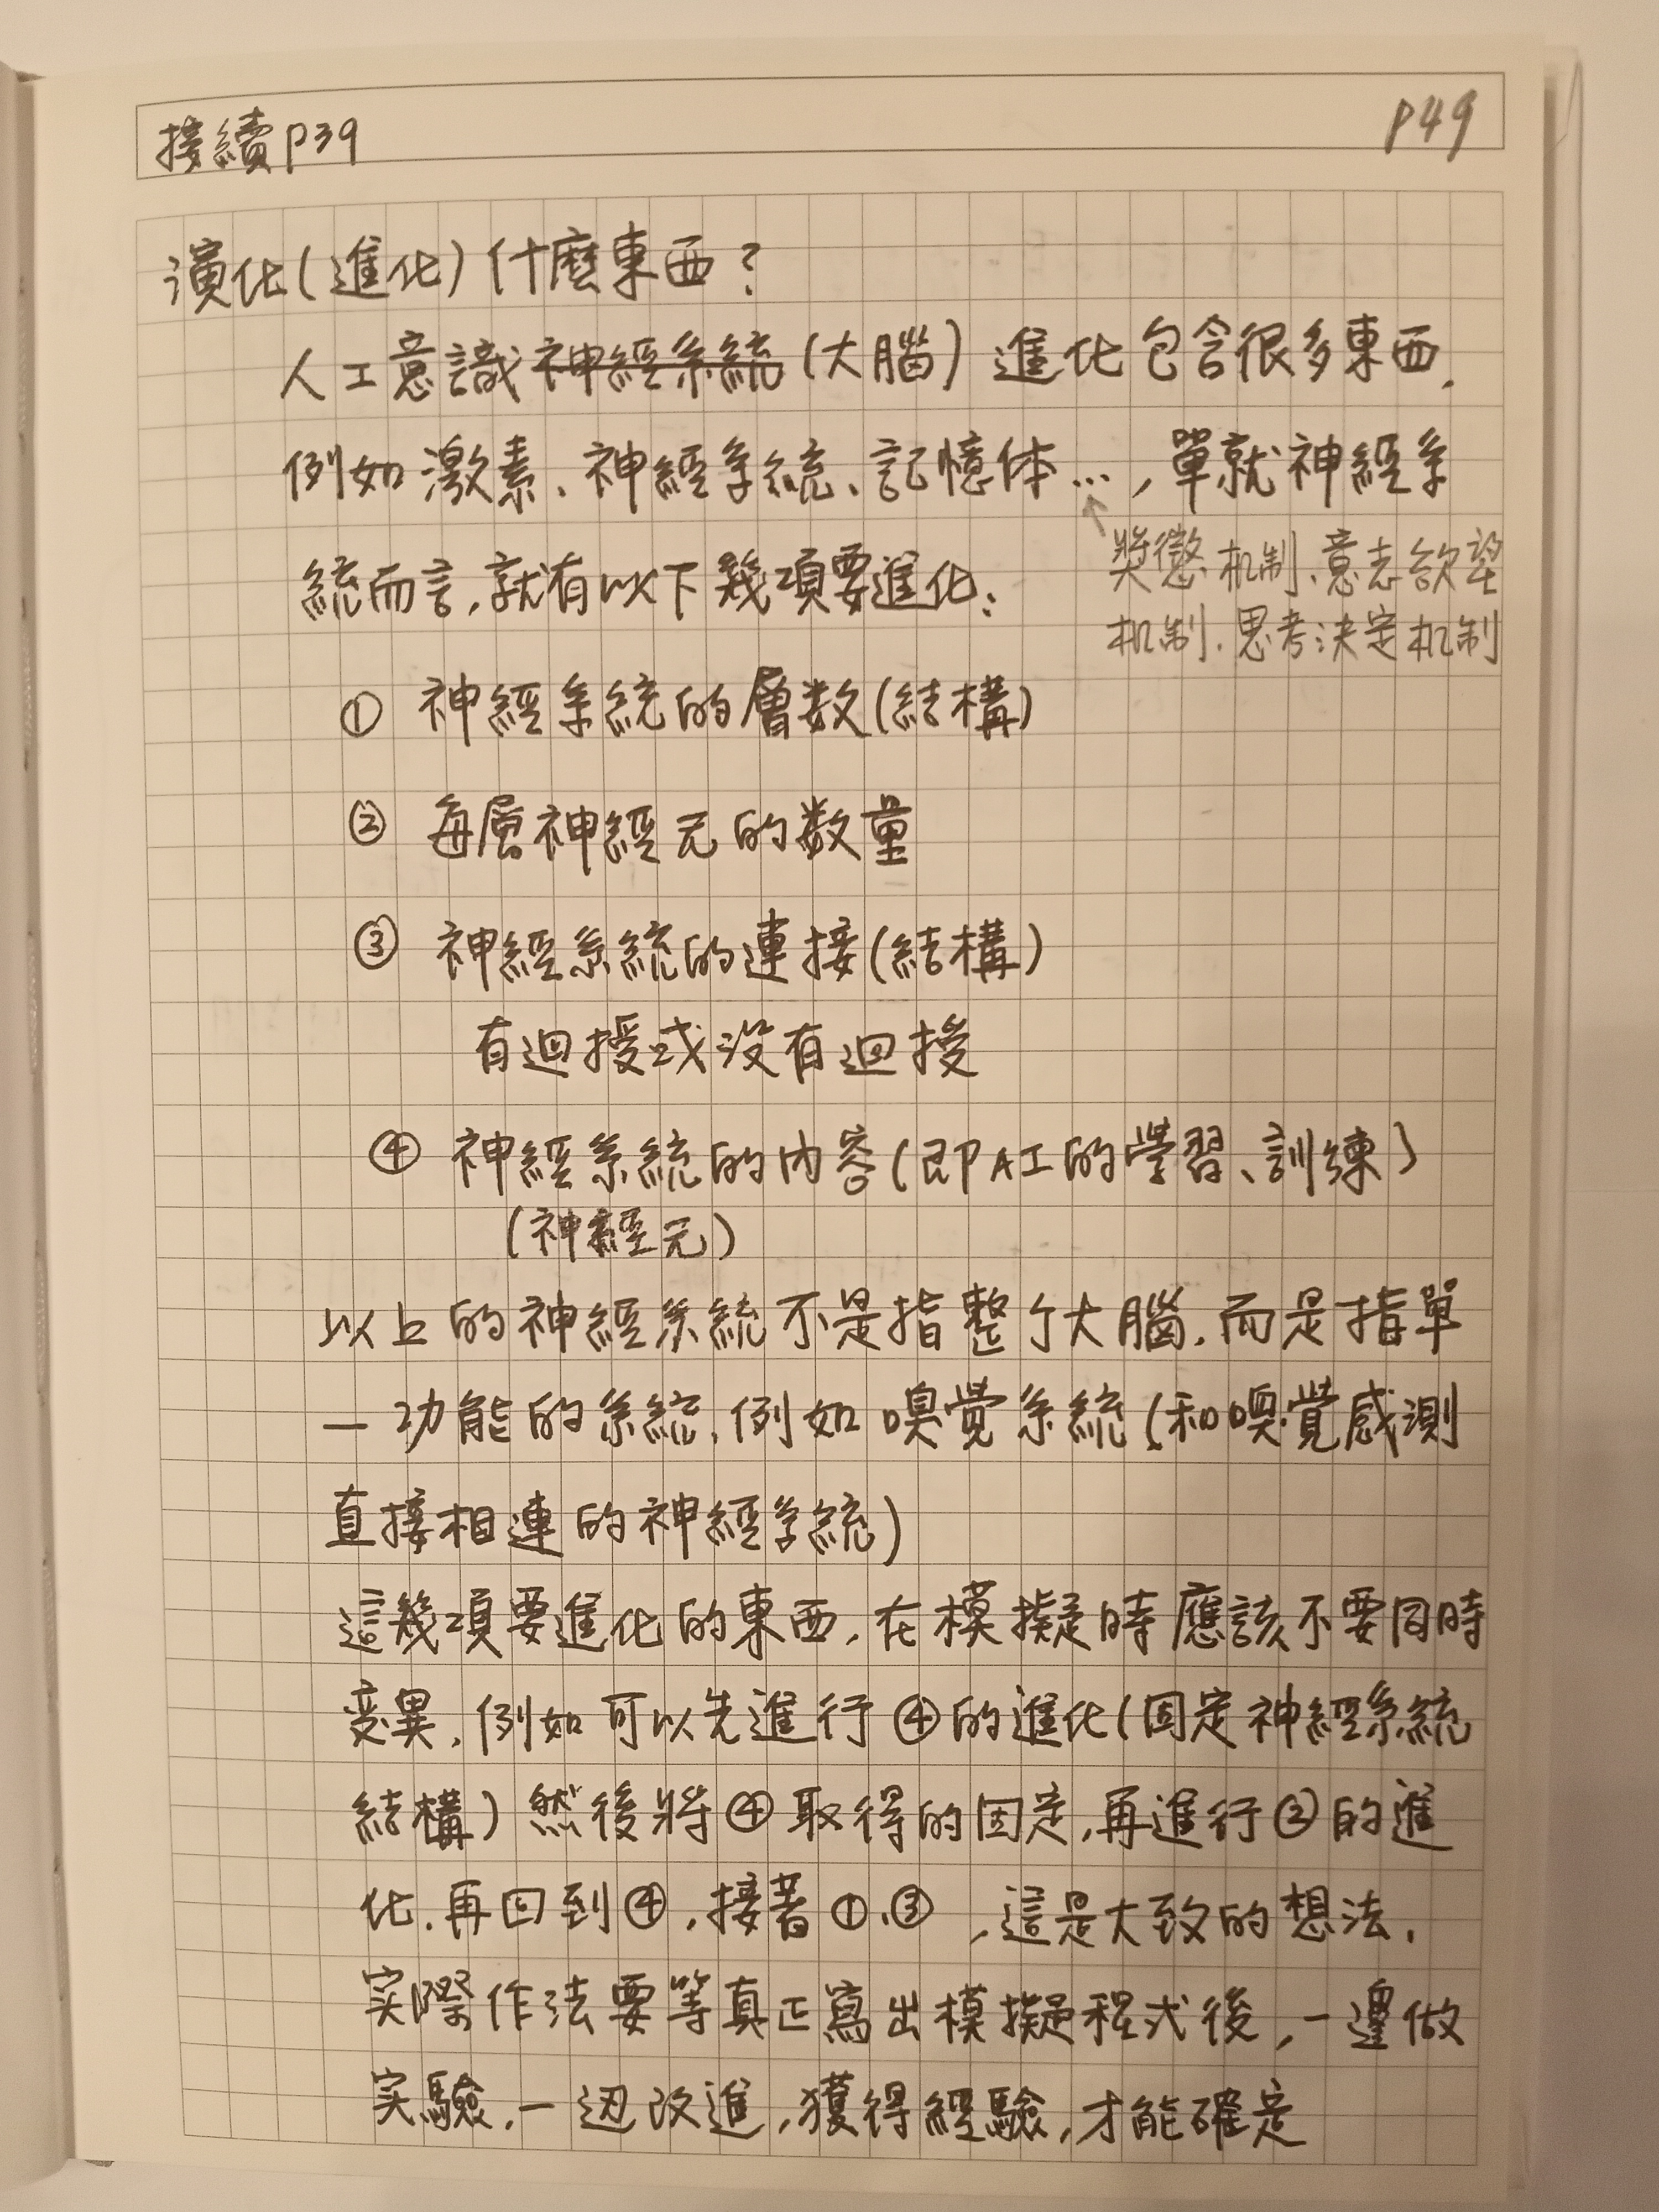 接續P39
P49
演化(進化)什麼東西?
人工意識神經系統(大腦)進化包含很多東西,
例如激素、神經系統、記憶体…,單就神經系
統而言,就有以下幾項要進化:
獎懲机制、意志欲望
机制、思考決定机制
① 神經系統的層数(結構)
② 每層神經元的数量
③ 神經系統的連接(結構)
有迴授或沒有迴授
④ 神經系統的內容(即AI的學習、訓練)
(神經元)
以上的神經系統不是指整个大腦,而是指單
一功能的系統,例如嗅覺系統(和嗅覺感測
直接相連的神經系統)
這幾項要進化的東西,在模擬時應該不要同時
变異,例如可以先進行④的進化(固定神經系統
結構)然後將④取得的固定,再進行②的進
化,再回到④,接著①、③,這是大致的想法,
实際作法要等真正寫出模擬程式後,一邊做
实驗,一边改進,獲得經驗,才能確定